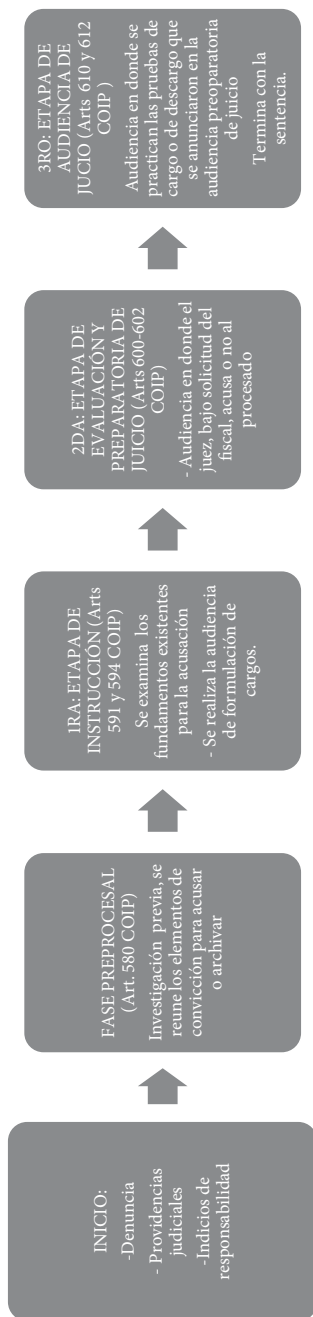 INICIO:
-Denuncia
- Providencias
judiciales
-Indicios de
responsabilidad
FASE PREPROCESAL
(Art. 580 COIP)
Investigación previa, se
reune los elementos de
convicción para acusar
o archivar
1RA: ETAPA DE
INSTRUCCIÓN (Arts
591 y 594 COIP)
Se examina los
fundamentos existentes
para la acusación
- Se realiza la audiencia
de formulación de
cargos.
2DA: ETAPA DE
EVALUACIÓN Y
PREPARATORIA DE
JUICIO (Arts 600-602
COIP)
- Audiencia en donde el
juez, bajo solicitud del
fiscal, acusa o no al
procesado
3RO: ETAPA DE
AUDIENCIA DE
JUCIO (Arts 610 y 612
COIP )
Audiencia en donde se
practican las pruebas de
cargo o de descargo que
se anunciaron en la
audiencia preoparatoria
de juicio
Termina con la
sentencia.